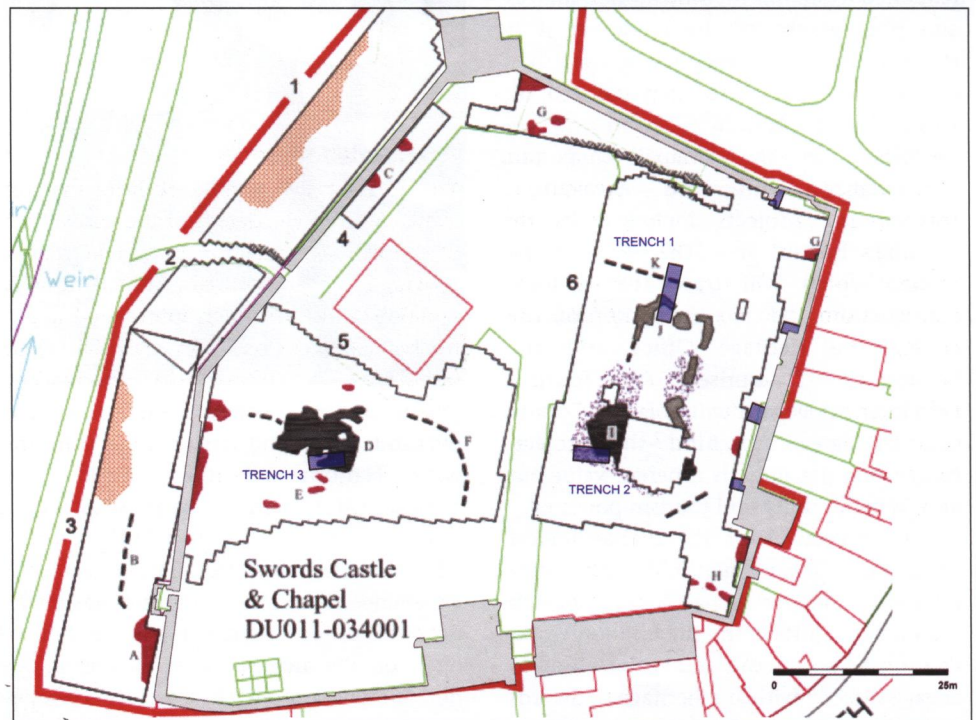 1
G
C
4
2
TRENCH 1
K
G
6
Weir
J
5
I
D
F
TRENCH 3
E
TRENCH 2
3
B
Swords Castle
& Chapel
DU011-034001
H
A
0
25m